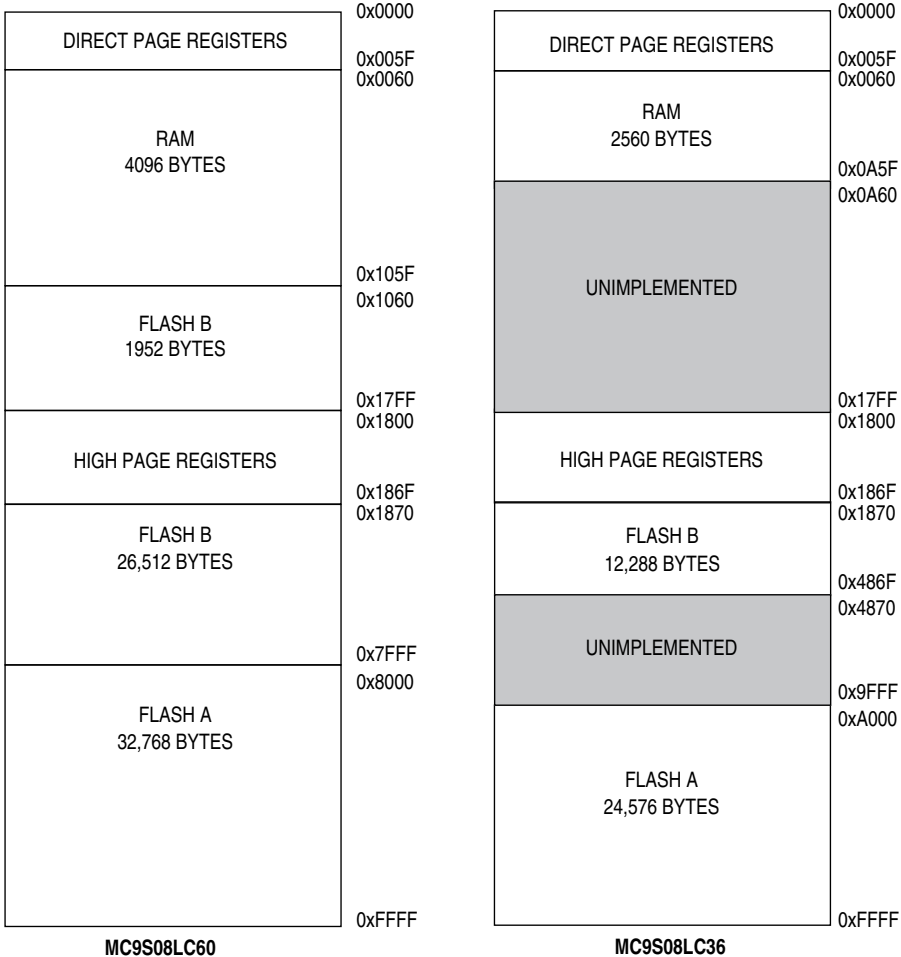 0x0000
DIRECT PAGE REGISTERS
0x005F
0x0060
RAM
4096 BYTES
0x105F
0x1060
FLASH B
1952 BYTES
0x17FF
0x1800
HIGH PAGE REGISTERS
0x186F
0x1870
FLASH B
26,512 BYTES
0x7FFF
0x8000
FLASH A
32,768 BYTES
0xFFFF
MC9S08LC60
0x0000
DIRECT PAGE REGISTERS
0x005F
0x0060
RAM
2560 BYTES
0x0A5F
0x0A60
UNIMPLEMENTED
0x17FF
0x1800
HIGH PAGE REGISTERS
0x186F
0x1870
FLASH B
12,288 BYTES
0x486F
0x4870
UNIMPLEMENTED
0x9FFF
0xA000
FLASH A
24,576 BYTES
0xFFFF
MC9S08LC36